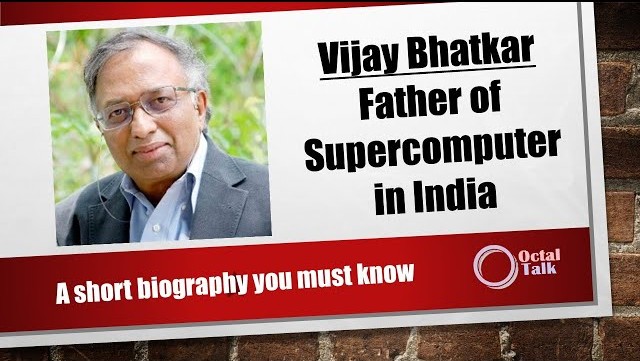 Vijay Bhatkar
Father of
Supercomputer
in India
A short biography you must know
Octal
Talk